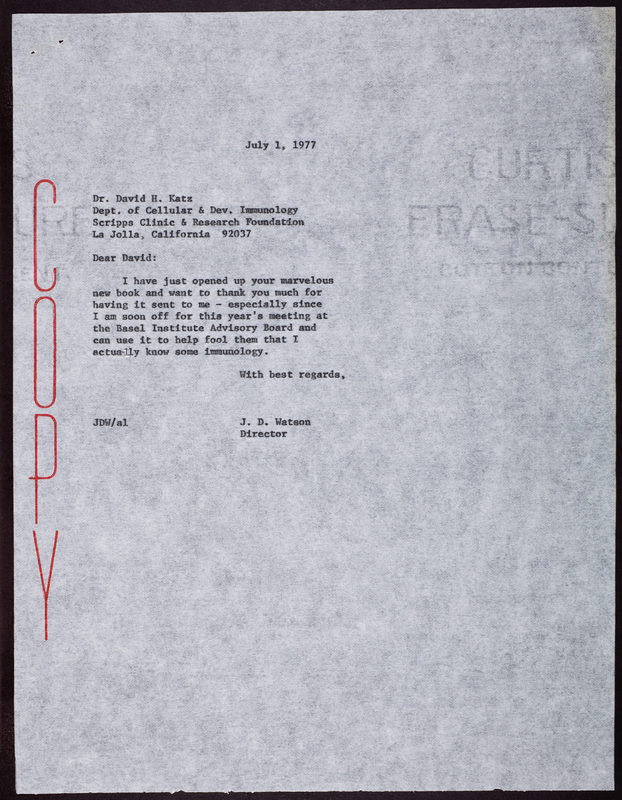 July 1, 1977
COPY
Dr. David H. Katz
Dept. of Cellular & Dev. Immunology
Scripps Clinic & Research Foundation
La Jolla, California 92037
Dear David:
I have just opened up your marvelous
new book and want to thank you much for
having it sent to me - especially since
I am soon off for this year's meeting at
the Basel Institute Advisory Board and
can use it to help fool them that I
actually know some immunology.
With best regards,
JDW/al
J. D. Watson
Director
CURTIS